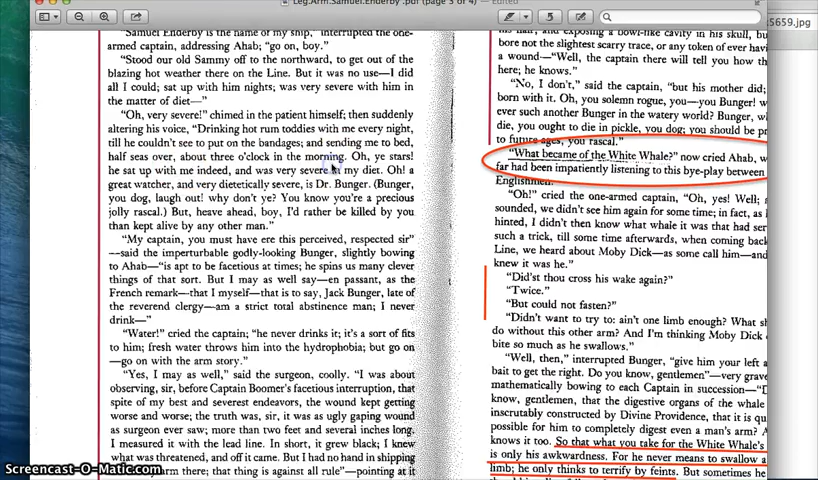 Leg.Arm.Samuel.Enderby .pdf (page 3 of 4) — Edited
5659.jpg
"Samuel Enderby is the name of my ship," interrupted the one-
armed captain, addressing Ahab; "go on, boy."
"Stood our old Sammy off to the northward, to get out of the
blazing hot weather there on the Line. But it was no use—I did
all I could; sat up with him nights; was very severe with him in
the matter of diet—"
"Oh, very severe!" chimed in the patient himself; then suddenly
altering his voice, "Drinking hot rum toddies with me every night,
till he couldn't see to put on the bandages; and sending me to bed,
half seas over, about three o'clock in the morning. Oh, ye stars!
he sat up with me indeed, and was very severe in my diet. Oh! a
great watcher, and very dietetically severe, is Dr. Bunger. (Bunger,
you dog, laugh out! why don't ye? You know you're a precious
jolly rascal.) But, heave ahead, boy, I'd rather be killed by you
than kept alive by any other man."
"My captain, you must have ere this perceived, respected sir"
—said the imperturbable godly-looking Bunger, slightly bowing
to Ahab—"is apt to be facetious at times; he spins us many clever
things of that sort. But I may as well say—en passant, as the
French remark—that I myself—that is to say, Jack Bunger, late of
the reverend clergy—am a strict total abstinence man; I never
drink—"
"Water!" cried the captain; "he never drinks it; it's a sort of fits
to him; fresh water throws him into the hydrophobia; but go on
—go on with the arm story."
"Yes, I may as well," said the surgeon, coolly. "I was about
observing, sir, before Captain Boomer's facetious interruption, that
spite of my best and severest endeavors, the wound kept getting
worse and worse; the truth was, sir, it was as ugly gaping wound
as surgeon ever saw; more than two feet and several inches long.
I measured it with the lead line. In short, it grew black; I knew
what was threatened, and off it came. But I had no hand in shipping
arm there; that thing is against all rule"—pointing at it
his hair, and exposing a bowl-like cavity in his skull, bu
bore not the slightest scarry trace, or any token of ever havi
a wound—"Well, the captain there will tell you how th
here; he knows."
"No, I don't," said the captain, "but his mother did;
born with it. Oh, you solemn rogue, you—you Bunger! w
ever such another Bunger in the watery world? Bunger, w
die, you ought to die in pickle, you dog; you should be pr
to future ages, you rascal."
"What became of the White Whale?" now cried Ahab, w
far had been impatiently listening to this bye-play between
Englishmen.
"Oh!" cried the one-armed captain, "Oh, yes! Well; a
sounded, we didn't see him again for some time; in fact, as I
hinted, I didn't then know what whale it was that had ser
such a trick, till some time afterwards, when coming back
Line, we heard about Moby Dick—as some call him—and
knew it was he."
"Did'st thou cross his wake again?"
"Twice."
"But could not fasten?"
"Didn't want to try to: ain't one limb enough? What sh
do without this other arm? And I'm thinking Moby Dick
bite so much as he swallows."
"Well, then," interrupted Bunger, "give him your left a
bait to get the right. Do you know, gentlemen"—very grave
mathematically bowing to each Captain in succession—"D
know, gentlemen, that the digestive organs of the whale
inscrutably constructed by Divine Providence, that it is qu
possible for him to completely digest even a man's arm? A
knows it too. So that what you take for the White Whale's
is only his awkwardness. For he never means to swallow a
limb; he only thinks to terrify by feints. But sometimes he
Screencast-O-Matic.com